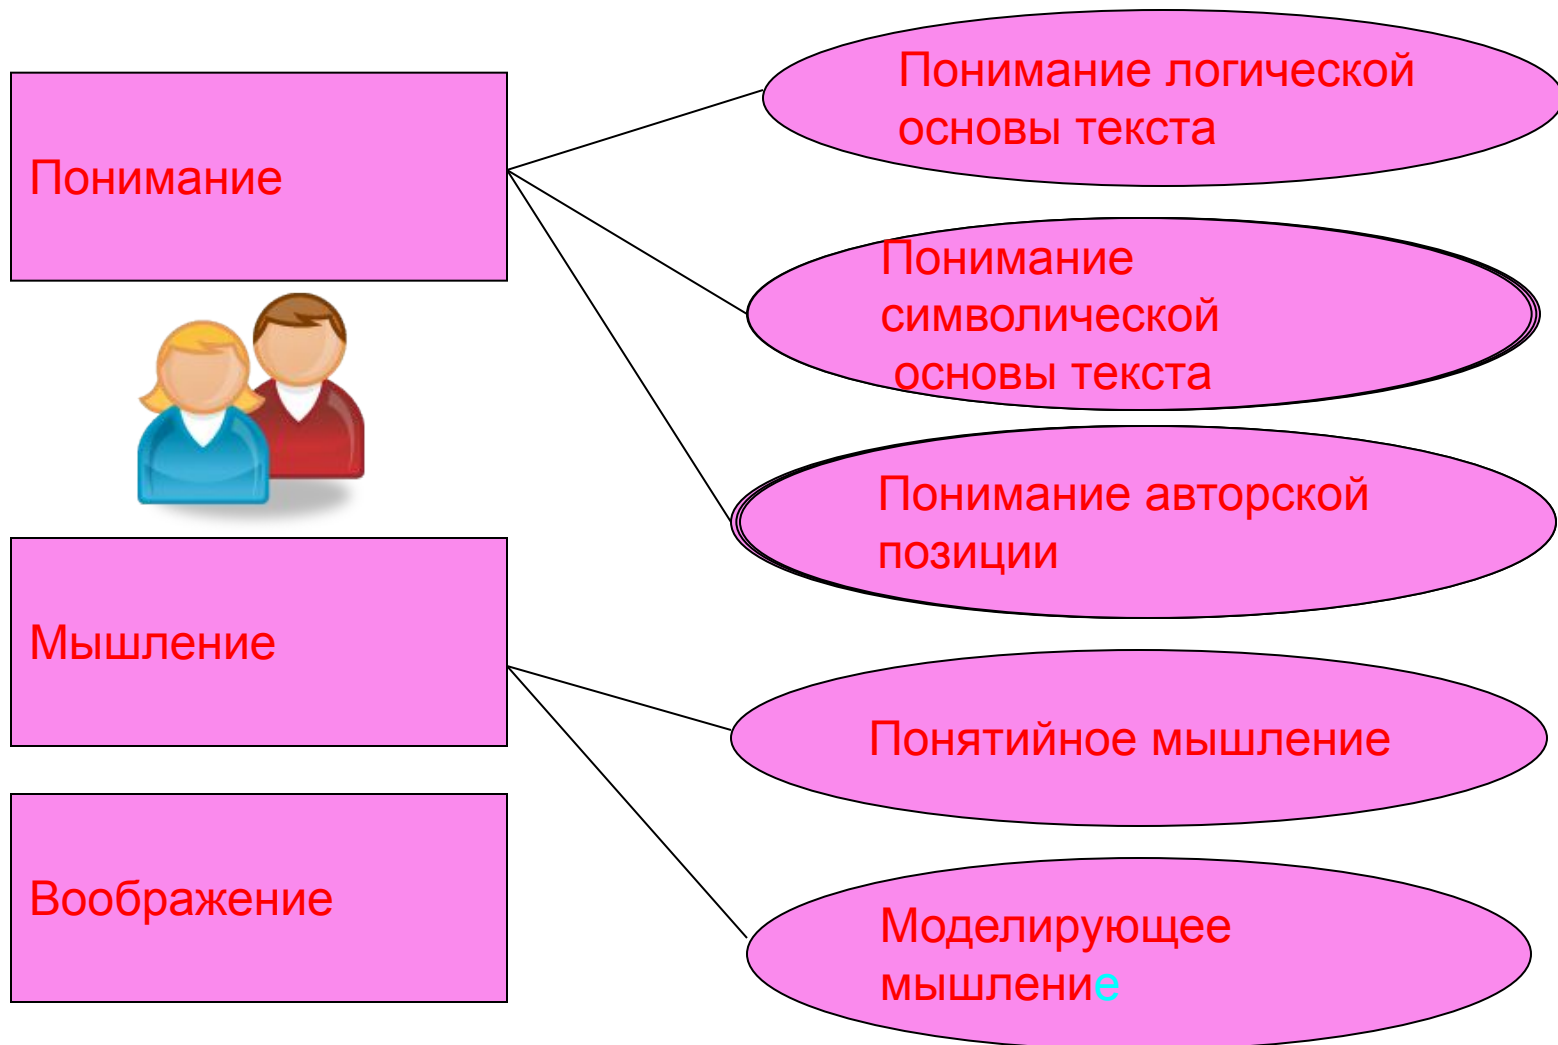 Понимание
Понимание логической
основы текста
Понимание
символической
основы текста
Понимание авторской
позиции
Мышление
Понятийное мышление
Моделирующее
мышление
Воображение